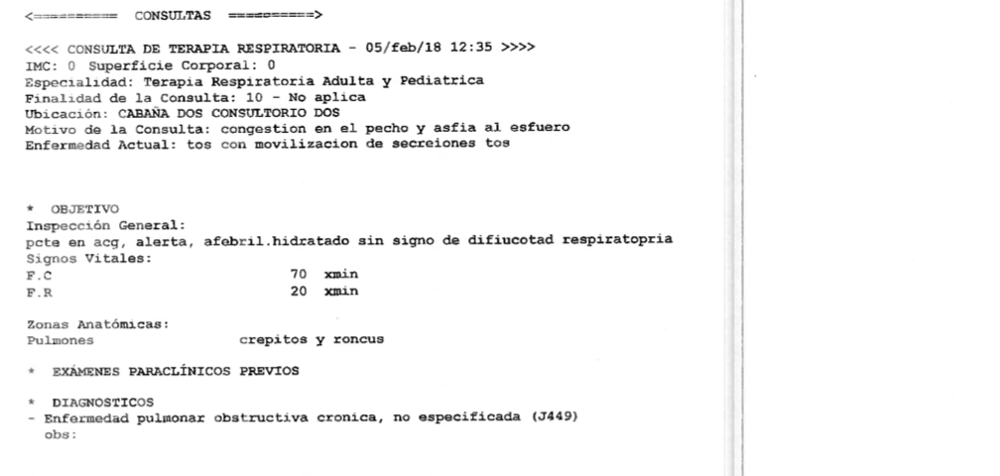 <========== CONSULTAS ==========>
<<<< CONSULTA DE TERAPIA RESPIRATORIA - 05/feb/18 12:35 >>>>
IMC: 0 Superficie Corporal: 0
Especialidad: Terapia Respiratoria Adulta y Pediatrica
Finalidad de la Consulta: 10 - No aplica
Ubicación: CABAÑA DOS CONSULTORIO DOS
Motivo de la Consulta: congestion en el pecho y asfia al esfuero
Enfermedad Actual: tos con movilizacion de secreiones tos
* OBJETIVO
Inspección General:
pcte en acg, alerta, afebril.hidratado sin signo de difiucotad respiratopria
Signos Vitales:
F.C 70 xmin
F.R 20 xmin
Zonas Anatómicas:
Pulmones crepitos y roncus
* EXÁMENES PARACLÍNICOS PREVIOS
* DIAGNOSTICOS
- Enfermedad pulmonar obstructiva cronica, no especificada (J449)
obs: